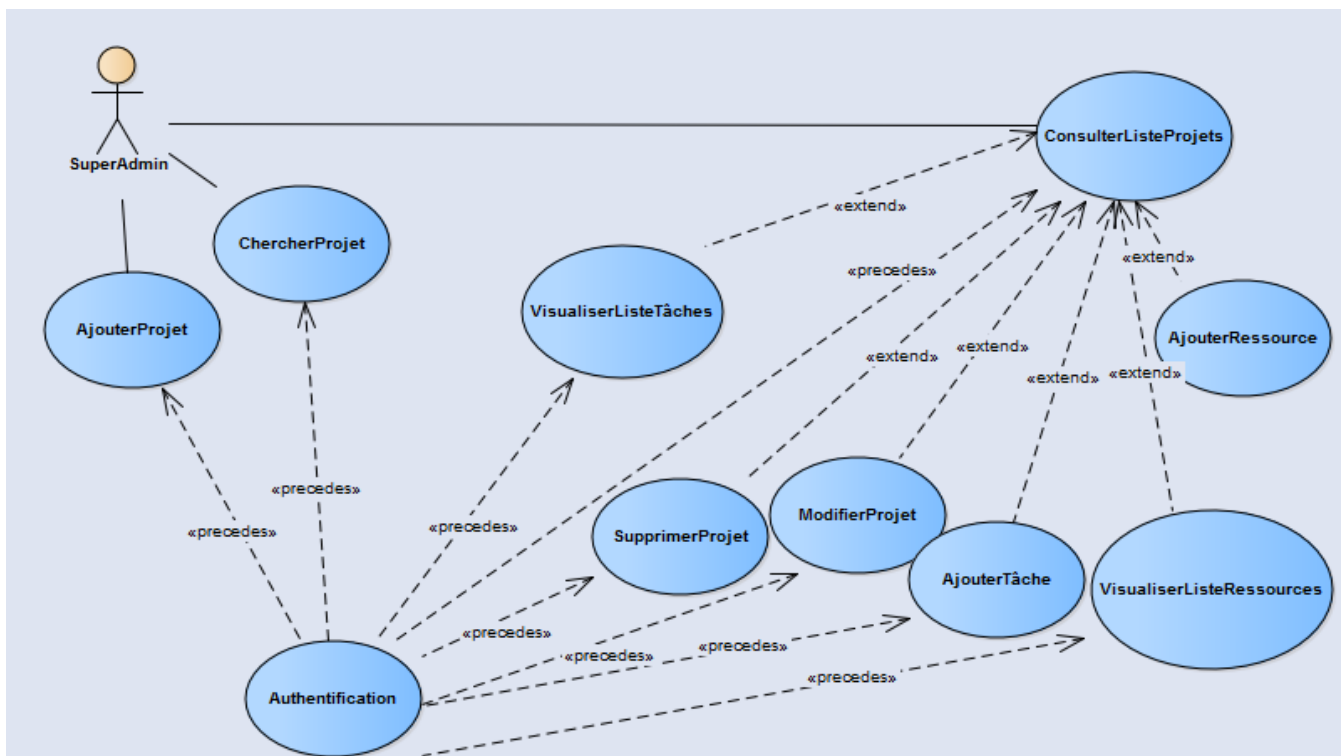 ConsulterListeProjets
SuperAdmin
«extend»
ChercherProjet
«extend»
«precedes»
VisualiserListeTâches
AjouterProjet
AjouterRessource
«extend»
«extend»
«extend»
«extend»
«precedes»
ModifierProjet
«precedes»
«precedes»
SupprimerProjet
AjouterTâche
VisualiserListeRessources
«precedes»
«precedes»
«precedes»
«precedes»
Authentification